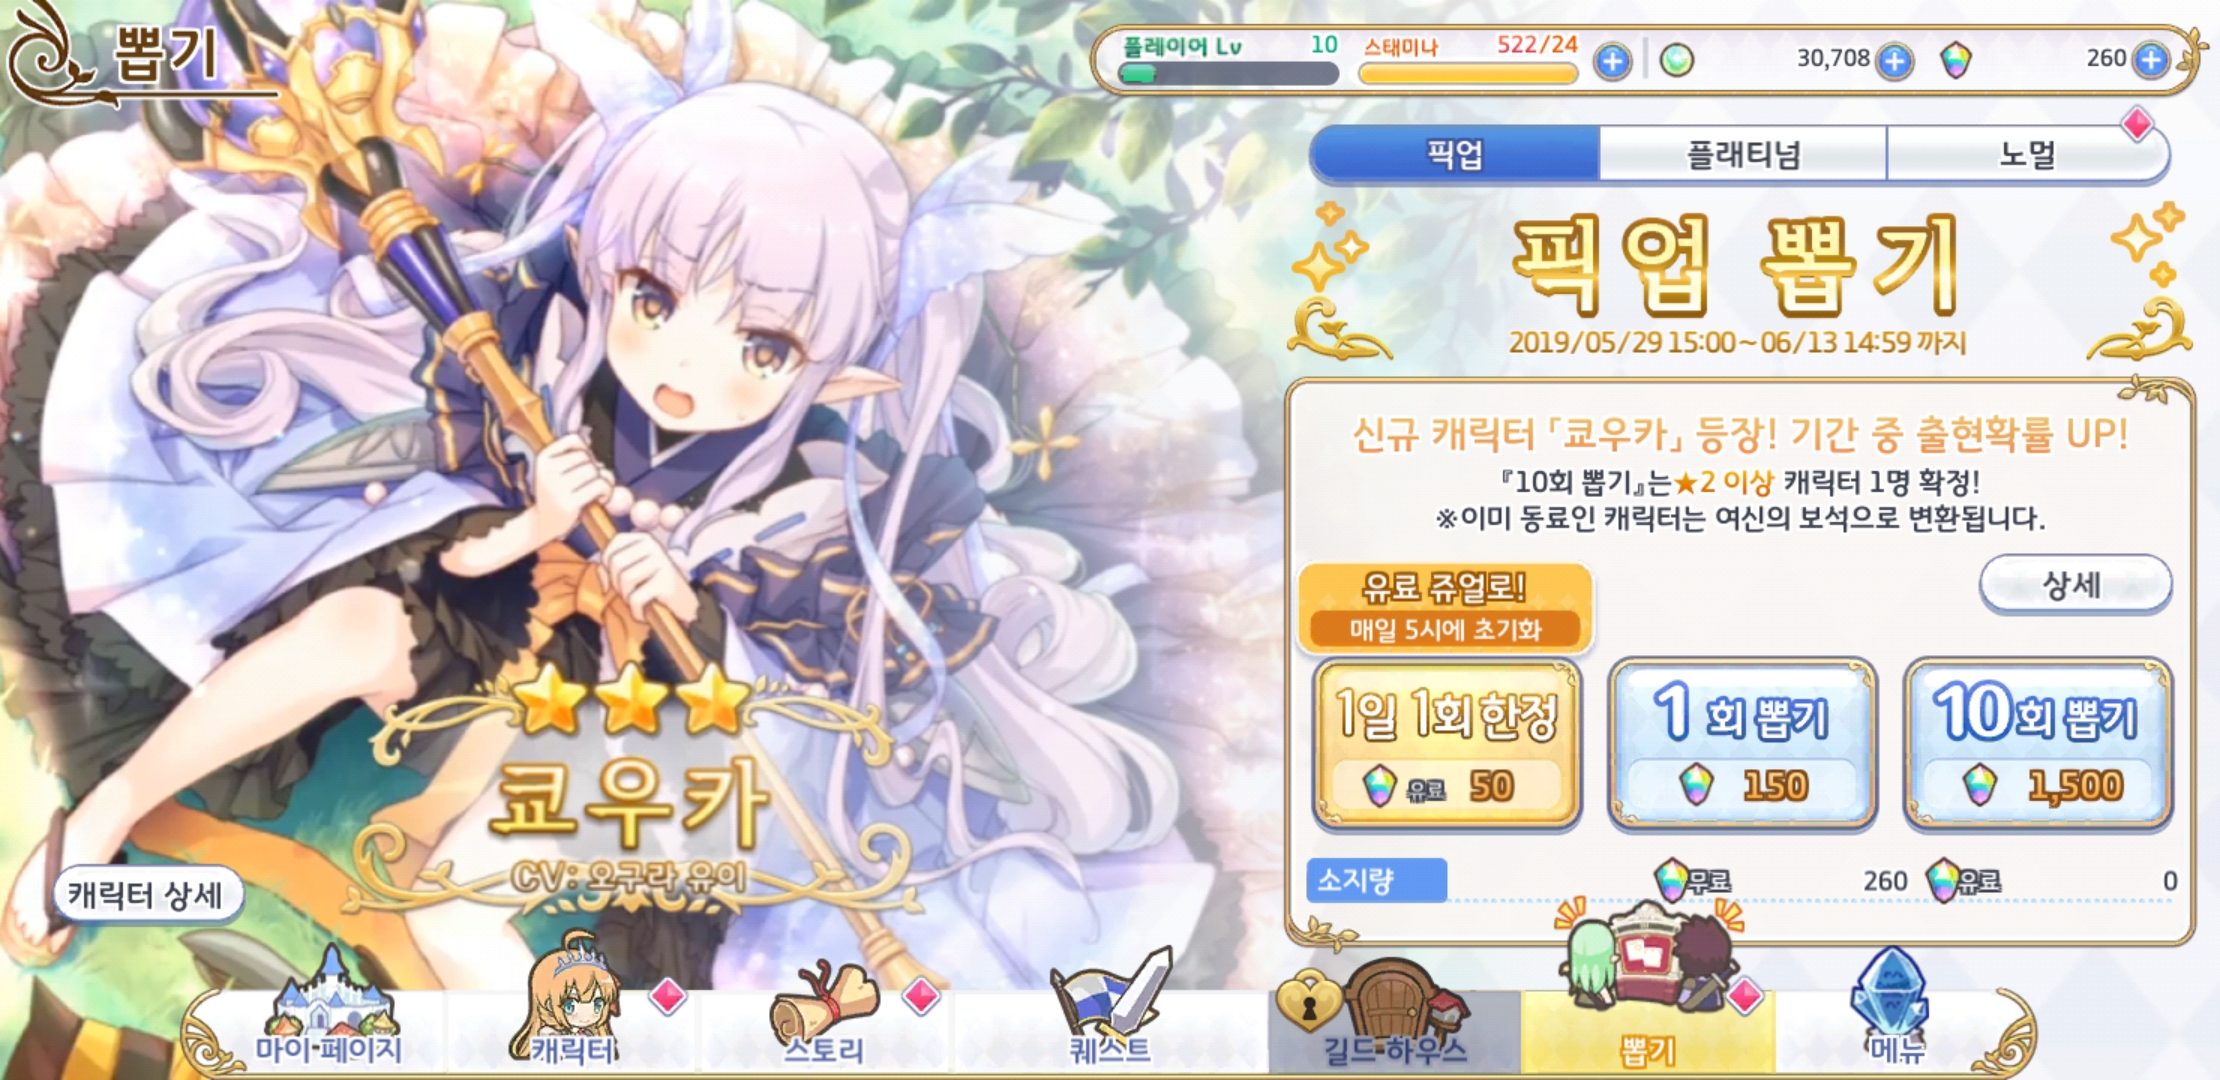 뽑기
플레이어 Lv 10
스태미나 522/24
30,708
260
픽업
플래티넘
노멀
픽업 뽑기
2019/05/29 15:00~06/13 14:59 까지
신규 캐릭터 「쿄우카」 등장! 기간 중 출현확률 UP!
『10회 뽑기』는★2 이상 캐릭터 1명 확정!
※이미 동료인 캐릭터는 여신의 보석으로 변환됩니다.
유료 쥬얼로!
매일 5시에 초기화
상세
1일 1회 한정
유료 50
1회 뽑기
150
10회 뽑기
1,500
소지량 무료 260 유료 0
쿄우카
CV: 오구라 유이
캐릭터 상세
마이 페이지
캐릭터
스토리
퀘스트
길드 하우스
뽑기
메뉴